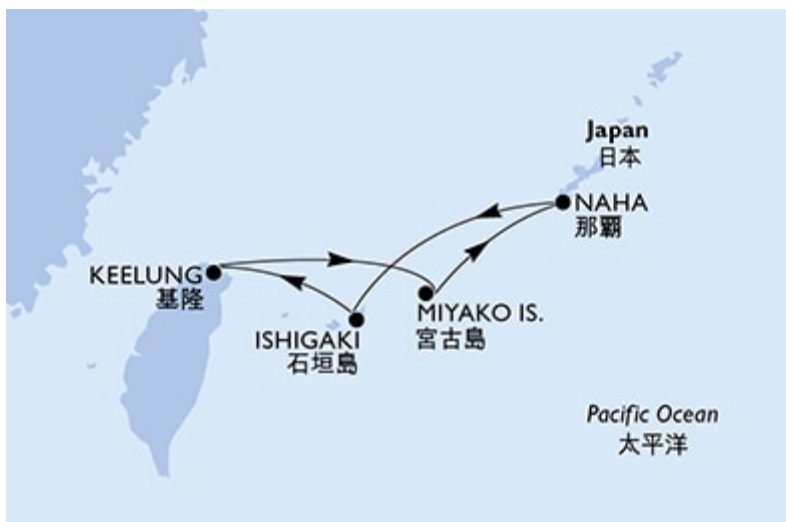 Japan
日本
NAHA
那覇
KEELUNG
基隆
MIYAKO IS.
宮古島
ISHIGAKI
石垣島
Pacific Ocean
太平洋